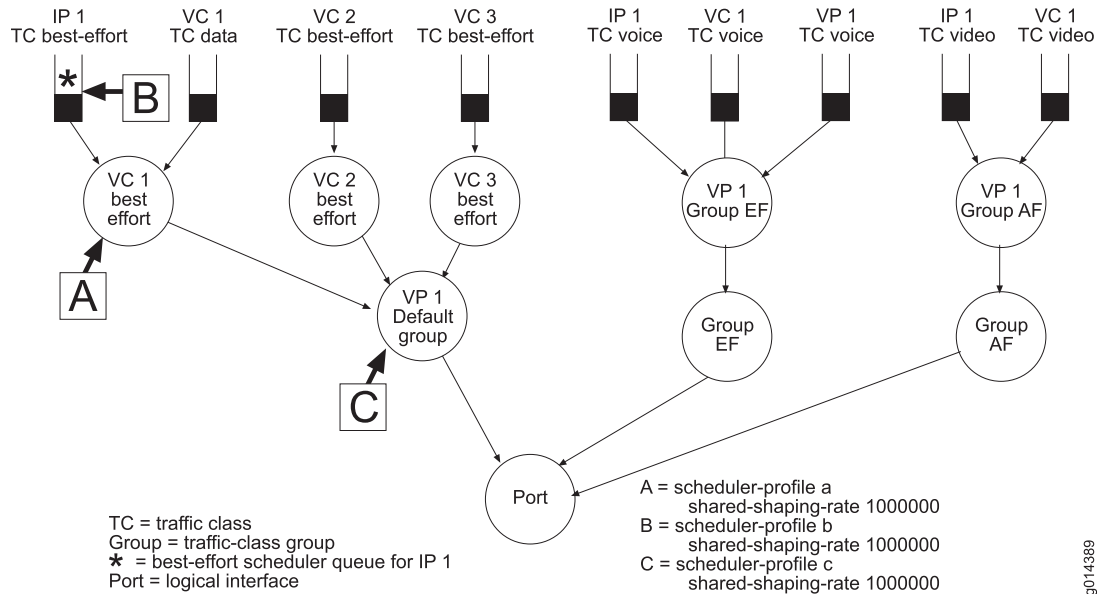 IP 1
TC best-effort
VC 1
TC data
VC 2
TC best-effort
VC 3
TC best-effort
IP 1
TC voice
VC 1
TC voice
VP 1
TC voice
IP 1
TC video
VC 1
TC video
*
B
VC 1
best
effort
VC 2
best
effort
VC 3
best
effort
VP 1
Group EF
VP 1
Group AF
A
VP 1
Default
group
Group
EF
Group
AF
C
Port
TC = traffic class
Group = traffic-class group
* = best-effort scheduler queue for IP 1
Port = logical interface
A = scheduler-profile a
shared-shaping-rate 1000000
B = scheduler-profile b
shared-shaping-rate 1000000
C = scheduler-profile c
shared-shaping-rate 1000000
g014389